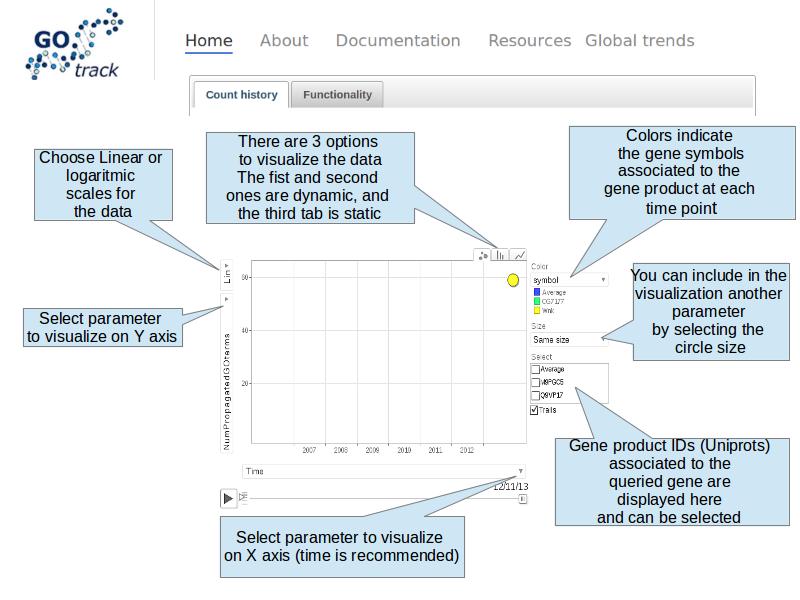 GO
track
Home About Documentation Resources Global trends
Count history Functionality
Choose Linear or
logaritmic
scales for
the data
There are 3 options
to visualize the data
The fist and second
ones are dynamic, and
the third tab is static
Colors indicate
the gene symbols
associated to the
gene product at each
time point
Select parameter
to visualize on Y axis
Lin
NumPropagatedGOterms
60
40
20
2007 2008 2009 2010 2011 2012
Color
symbol
Average
CG7177
Wnk
Size
Same size
Select
Average
M9PGC5
Q9VP17
Trails
You can include in the
visualization another
parameter
by selecting the
circle size
Time
12/11/13
Gene product IDs (Uniprots)
associated to the
queried gene are
displayed here
and can be selected
Select parameter to visualize
on X axis (time is recommended)